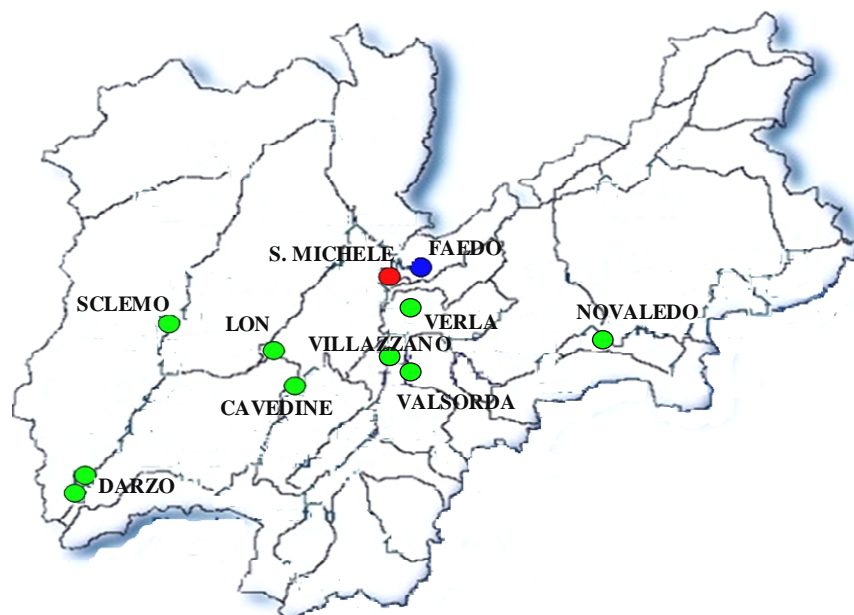 FAEDO
S. MICHELE
SCLEMO
NOVALEDO
LON
VERLA
VILLAZZANO
CAVEDINE
VALSORDA
DARZO